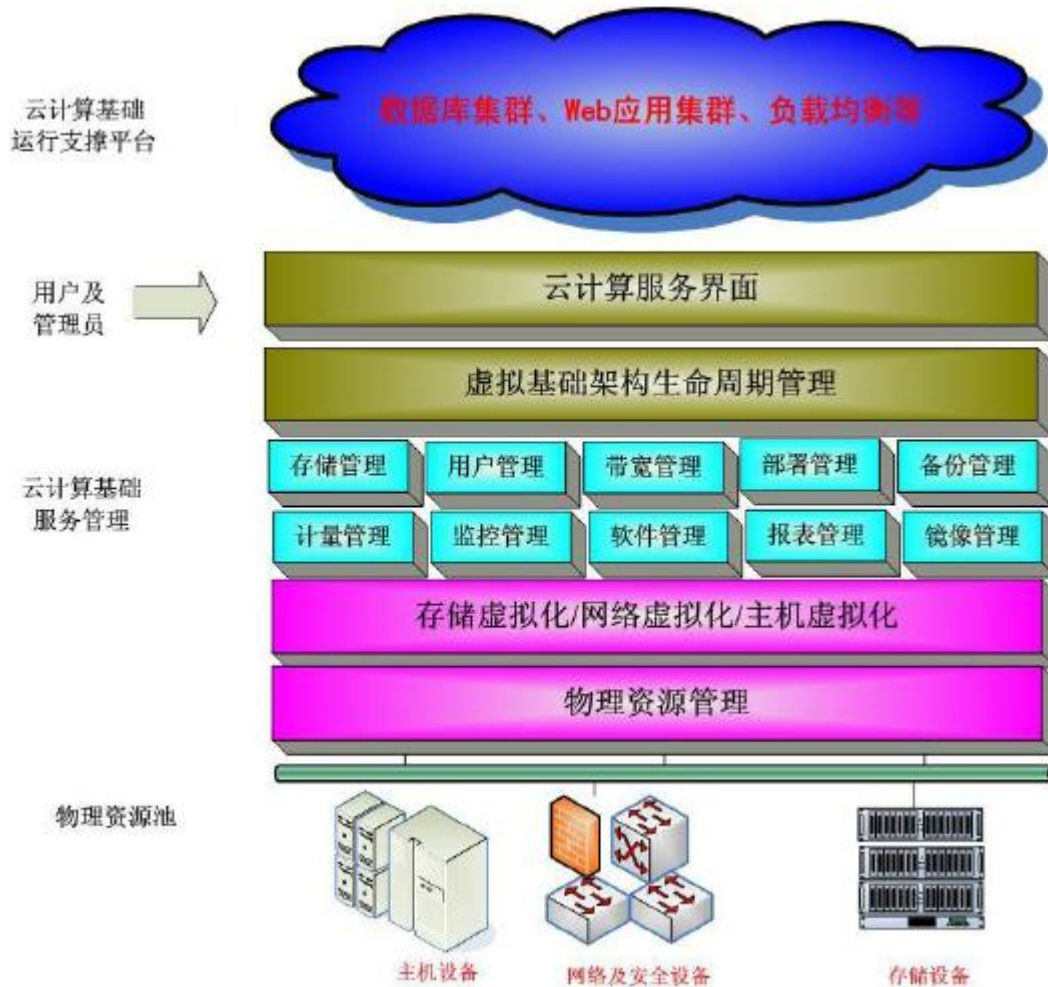 云计算基础
运行支撑平台
数据库集群、Web应用集群、负载均衡等
用户及
管理员
云计算服务界面
虚拟基础架构生命周期管理
云计算基础
服务管理
存储管理 用户管理 带宽管理 部署管理 备份管理
计量管理 监控管理 软件管理 报表管理 镜像管理
存储虚拟化/网络虚拟化/主机虚拟化
物理资源管理
物理资源池
主机设备 网络及安全设备 存储设备